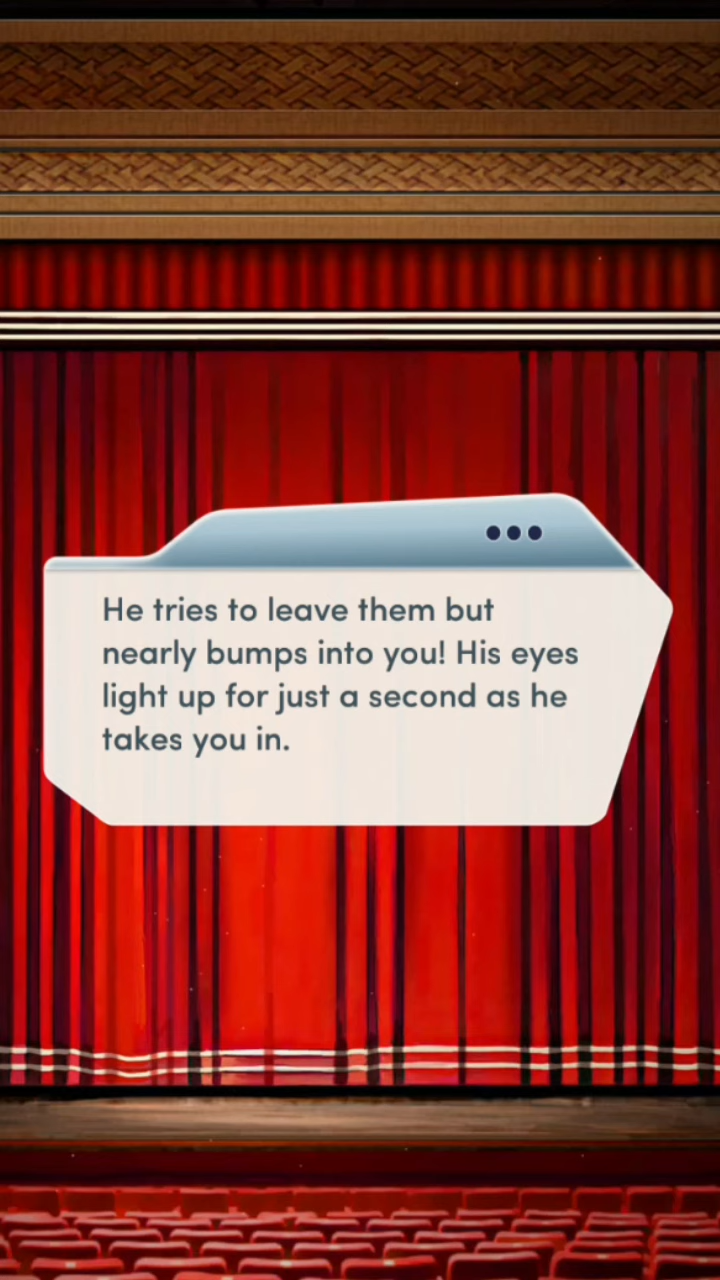 He tries to leave them but
nearly bumps into you! His eyes
light up for just a second as he
takes you in.